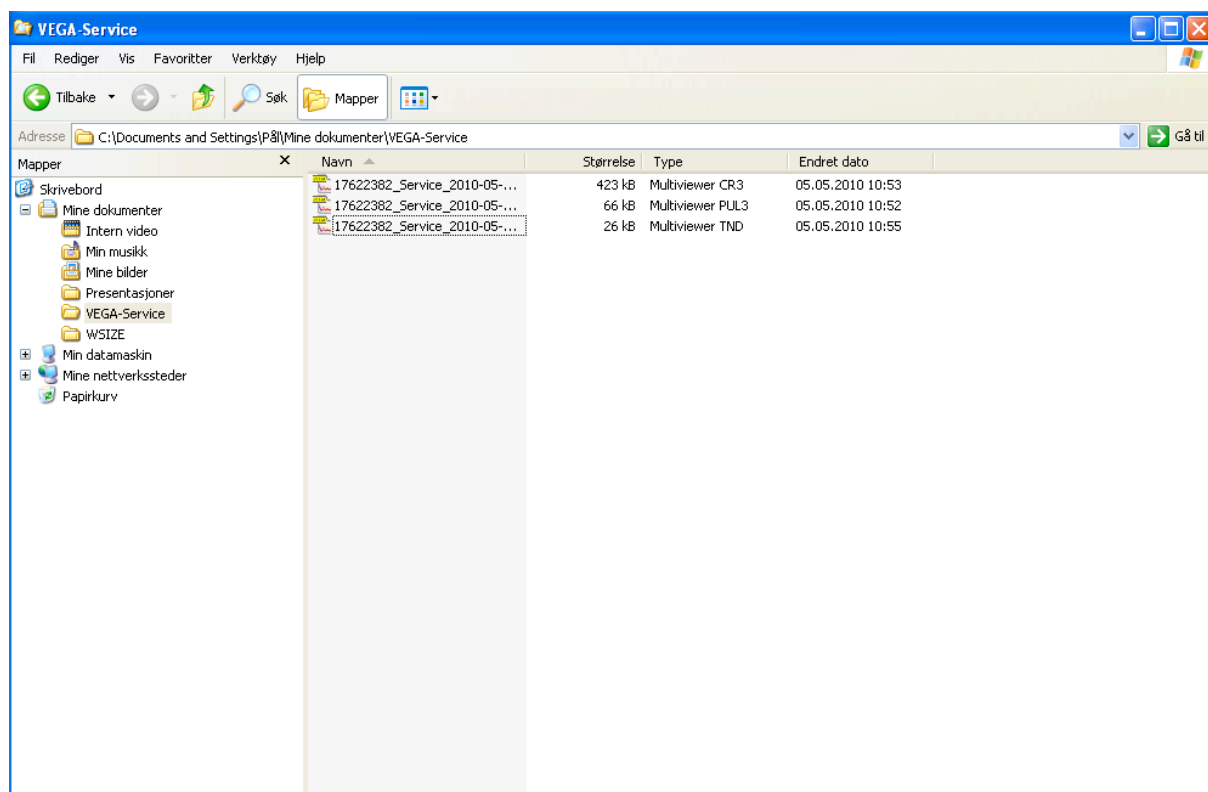 VEGA-Service
Fil Rediger Vis Favoritter Verktøy Hjelp
Tilbake Søk Mapper
Adresse C:\Documents and Settings\Pål\Mine dokumenter\VEGA-Service Gå til
Mapper X Navn Størrelse Type Endret dato
Skrivebord
Mine dokumenter
Intern video
Min musikk
Mine bilder
Presentasjoner
VEGA-Service
WSIZE
Min datamaskin
Mine nettverkssteder
Papirkurv
17622382_Service_2010-05-... 423 kB Multiviewer CR3 05.05.2010 10:53
17622382_Service_2010-05-... 66 kB Multiviewer PUL3 05.05.2010 10:52
17622382_Service_2010-05-... 26 kB Multiviewer TND 05.05.2010 10:55